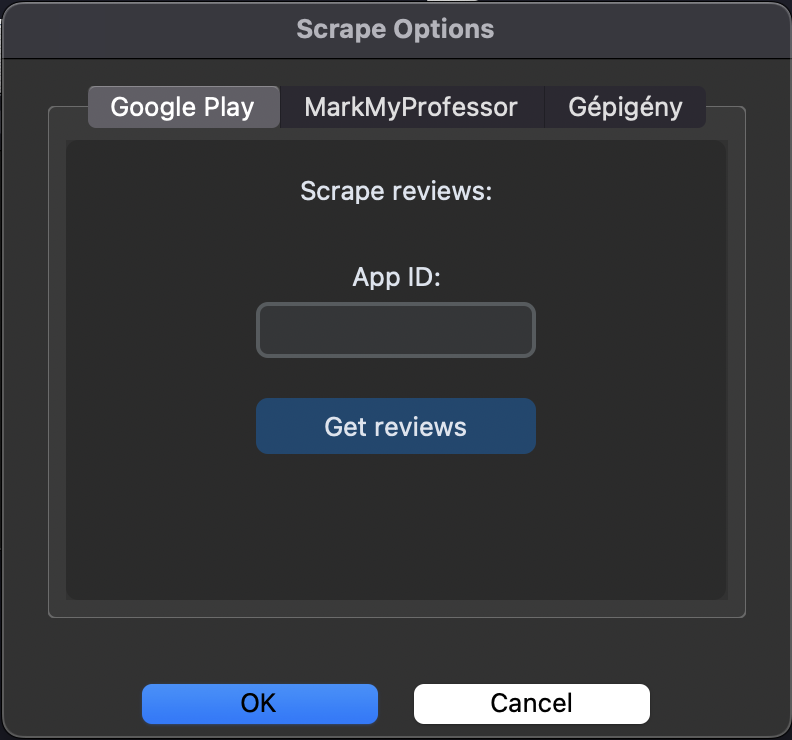 Scrape Options
Google Play MarkMyProfessor Gépigény
Scrape reviews:
App ID:
Get reviews
OK Cancel